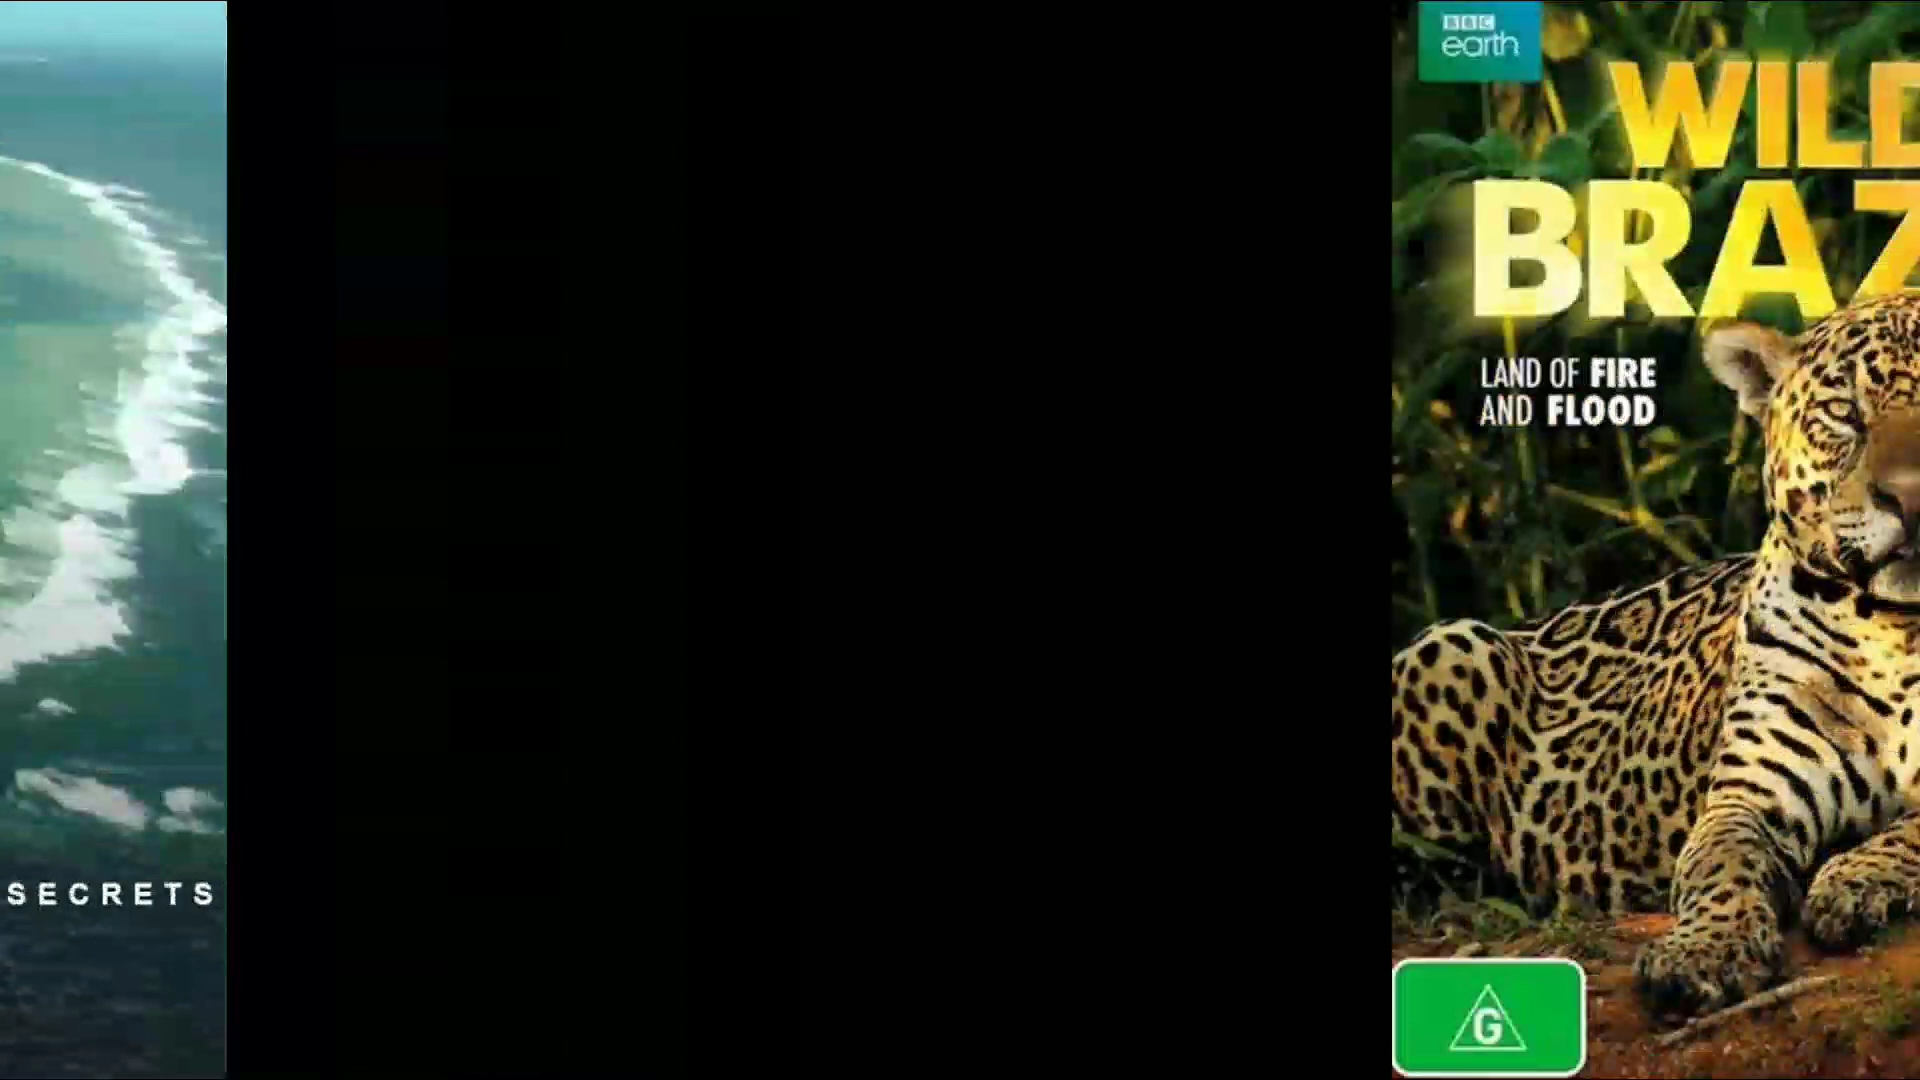 SECRETS
BBC
earth
WILD
BRAZ
LAND OF FIRE
AND FLOOD
G